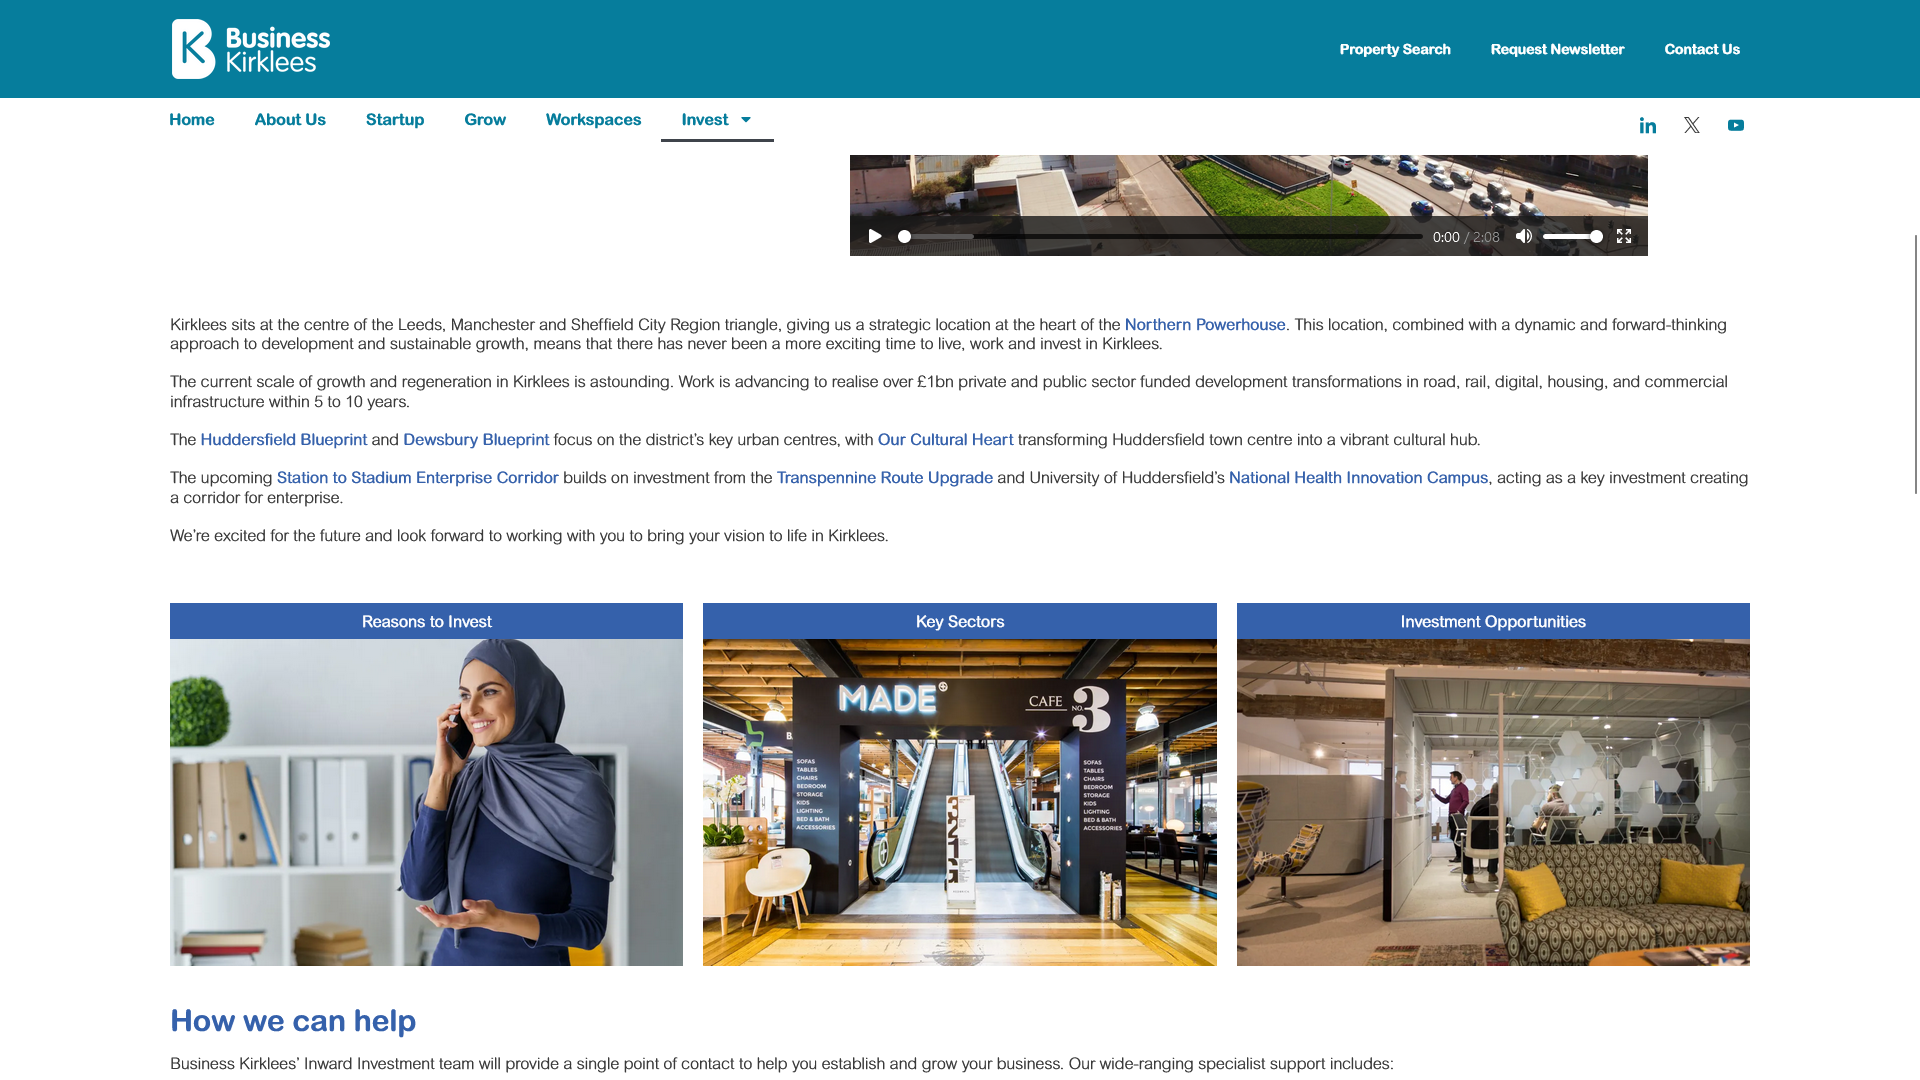 Business
Kirklees
Property Search
Request Newsletter
Contact Us
Home
About Us
Startup
Grow
Workspaces
Invest
0:00 / 2:08
Kirklees sits at the centre of the Leeds, Manchester and Sheffield City Region triangle, giving us a strategic location at the heart of the Northern Powerhouse. This location, combined with a dynamic and forward-thinking
approach to development and sustainable growth, means that there has never been a more exciting time to live, work and invest in Kirklees.
The current scale of growth and regeneration in Kirklees is astounding. Work is advancing to realise over £1bn private and public sector funded development transformations in road, rail, digital, housing, and commercial
infrastructure within 5 to 10 years.
The Huddersfield Blueprint and Dewsbury Blueprint focus on the district’s key urban centres, with Our Cultural Heart transforming Huddersfield town centre into a vibrant cultural hub.
The upcoming Station to Stadium Enterprise Corridor builds on investment from the Transpennine Route Upgrade and University of Huddersfield’s National Health Innovation Campus, acting as a key investment creating
a corridor for enterprise.
We’re excited for the future and look forward to working with you to bring your vision to life in Kirklees.
Reasons to Invest
Key Sectors
MADE
CAFE
NO. 3
SOFAS
TABLES
CHAIRS
BEDROOM
STORAGE
KIDS
LIGHTING
BED & BATH
ACCESSORIES
SOFAS
TABLES
CHAIRS
BEDROOM
STORAGE
KIDS
LIGHTING
BED & BATH
ACCESSORIES
Investment Opportunities
How we can help
Business Kirklees’ Inward Investment team will provide a single point of contact to help you establish and grow your business. Our wide-ranging specialist support includes: